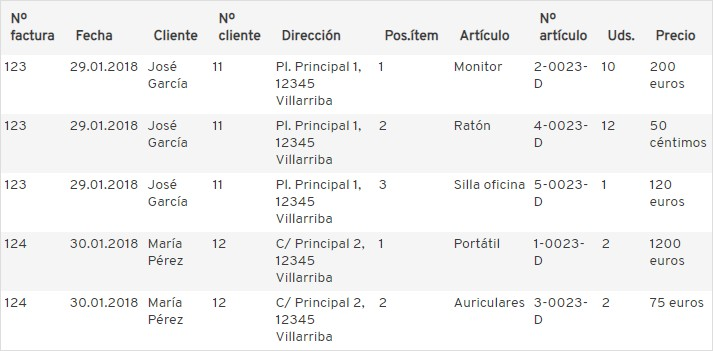 Nº factura Fecha Cliente Nº cliente Dirección Pos.ítem Artículo Nº artículo Uds. Precio
123 29.01.2018 José García 11 Pl. Principal 1, 12345 Villarriba 1 Monitor 2-0023-D 10 200 euros
123 29.01.2018 José García 11 Pl. Principal 1, 12345 Villarriba 2 Ratón 4-0023-D 12 50 céntimos
123 29.01.2018 José García 11 Pl. Principal 1, 12345 Villarriba 3 Silla oficina 5-0023-D 1 120 euros
124 30.01.2018 María Pérez 12 C/ Principal 2, 12345 Villarriba 1 Portátil 1-0023-D 2 1200 euros
124 30.01.2018 María Pérez 12 C/ Principal 2, 12345 Villarriba 2 Auriculares 3-0023-D 2 75 euros